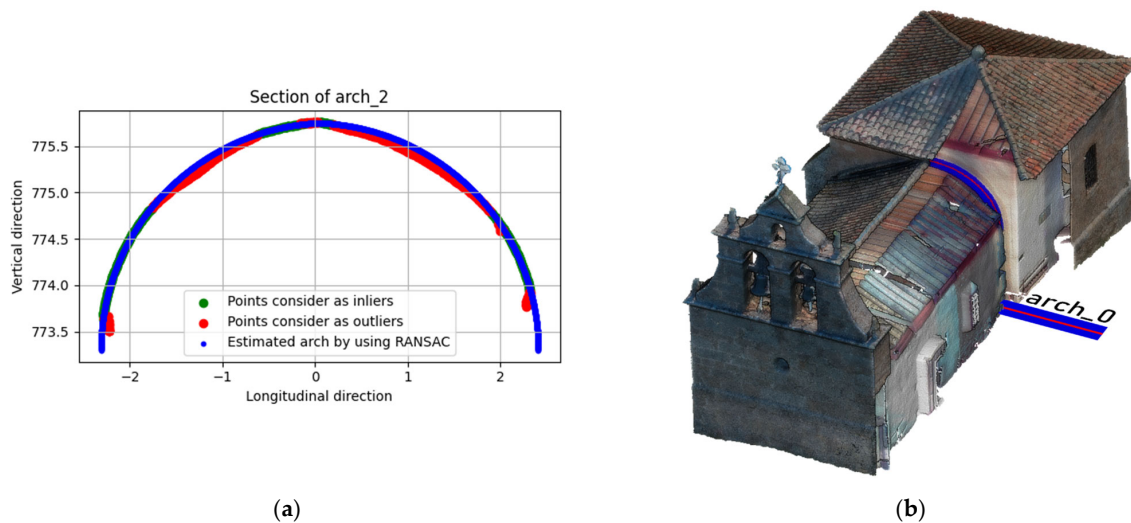 Section of arch_2
Vertical direction
775.5
775.0
774.5
774.0
773.5
Points consider as inliers
Points consider as outliers
Estimated arch by using RANSAC
−2
−1
0
1
2
Longitudinal direction
arch_0
(a)
(b)